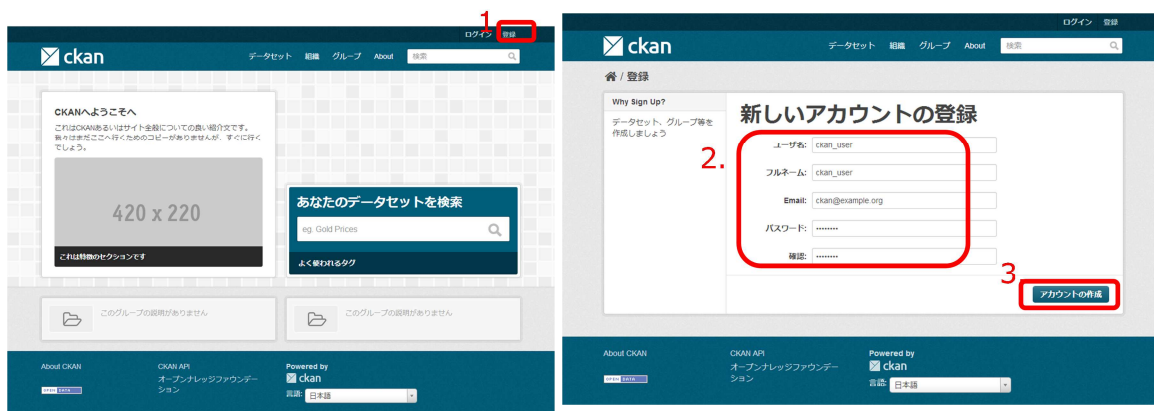 1
ログイン 登録
ckan
データセット 組織 グループ About 検索
CKANへようこそへ
これはCKANあるいはサイト全般についての良い紹介文です。
我々はまだここへ行くためのコピーがありませんが、すぐに行く
でしょう。
420 x 220
これは特徴のセクションです
あなたのデータセットを検索
eg. Gold Prices
よく使われるタグ
このグループの説明がありません
このグループの説明がありません
About CKAN
OPEN DATA
CKAN API
オープンナレッジファウンデー
ション
Powered by
ckan
言語: 日本語
ログイン 登録
ckan
データセット 組織 グループ About 検索
/ 登録
Why Sign Up?
データセット、グループ等を
作成しましょう
新しいアカウントの登録
2.
ユーザ名: ckan_user
フルネーム: ckan_user
Email: ckan@example.org
パスワード: ••••••••
確認: ••••••••
3.
アカウントの作成
About CKAN
OPEN DATA
CKAN API
オープンナレッジファウンデー
ション
Powered by
ckan
言語: 日本語